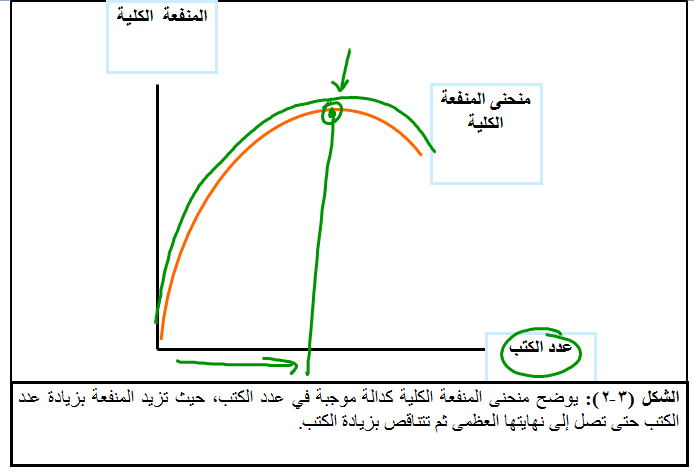 المنفعة الكلية
منحنى المنفعة
الكلية
عدد الكتب
الشكل (٣-٢): يوضح منحنى المنفعة الكلية كدالة موجبة في عدد الكتب، حيث تزيد المنفعة بزيادة عدد
الكتب حتى تصل إلى نهايتها العظمى ثم تتناقص بزيادة الكتب.